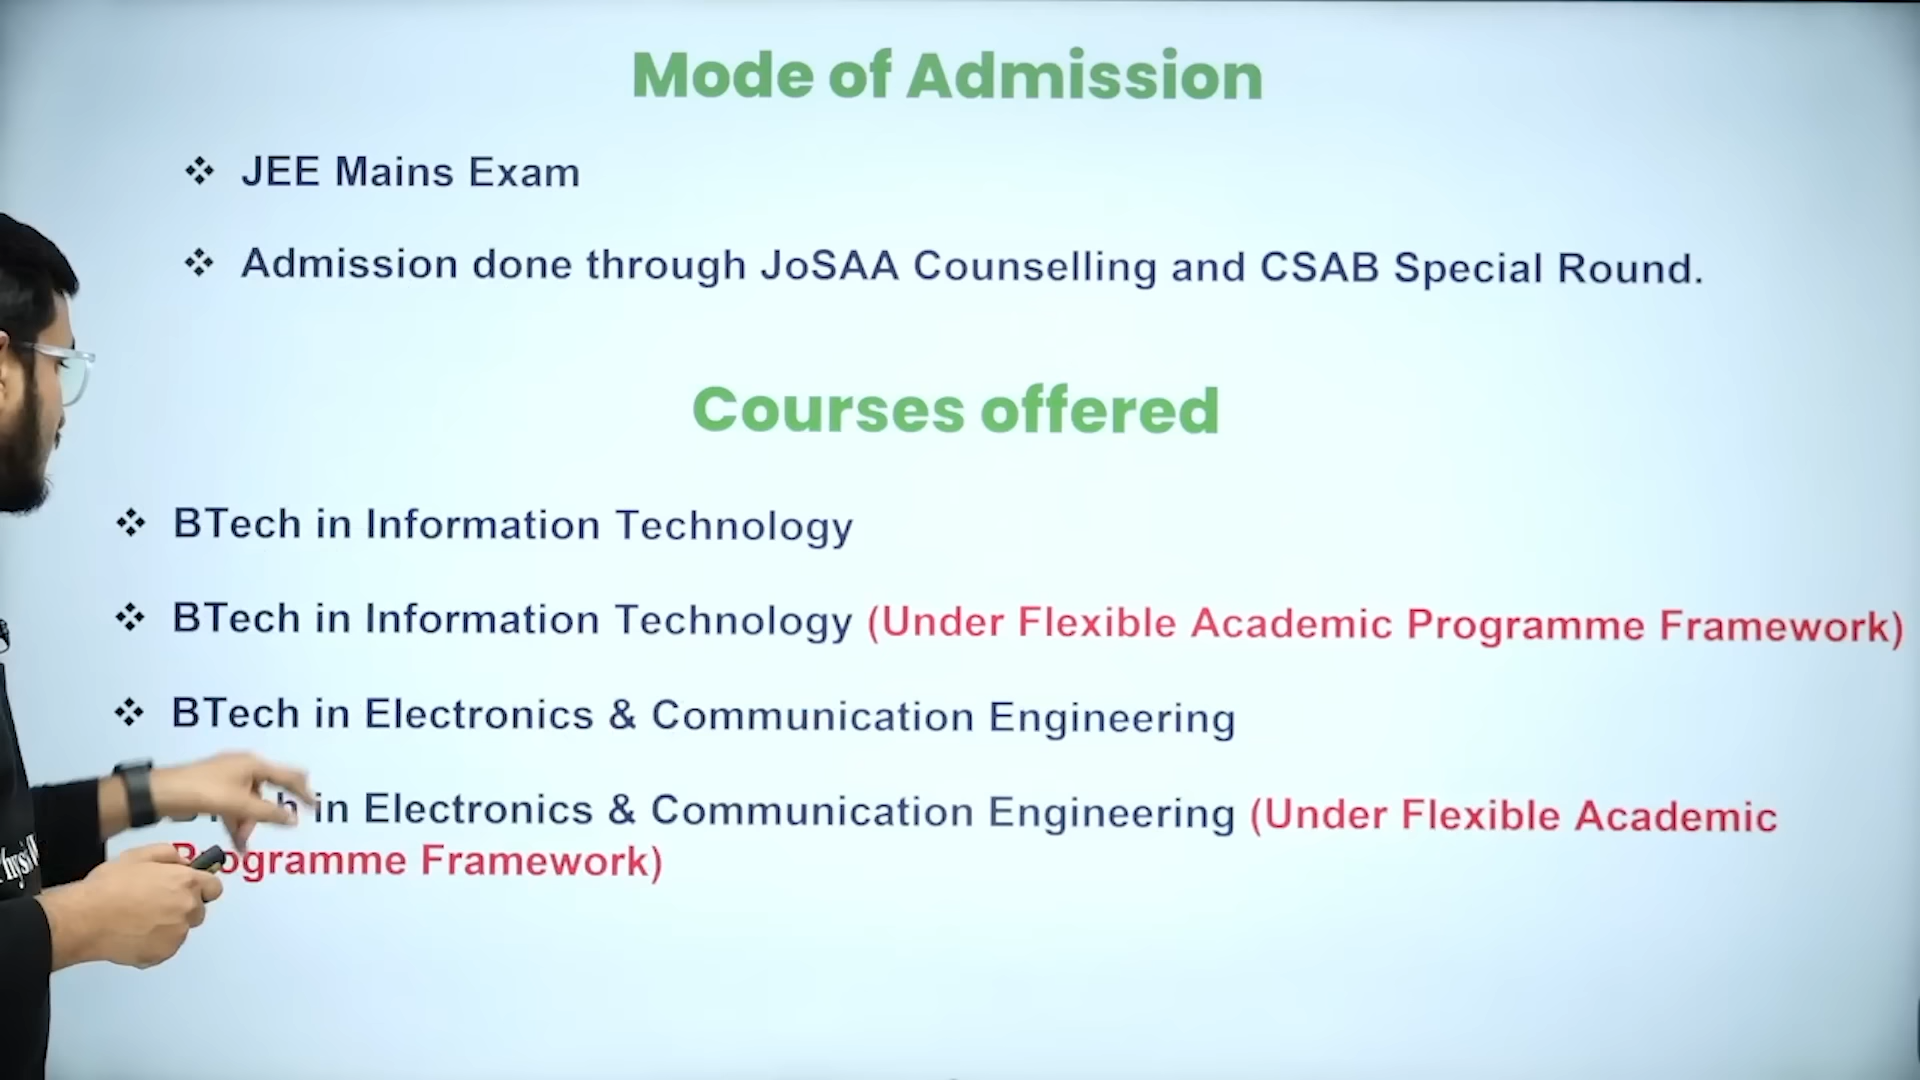 Mode of Admission
JEE Mains Exam
Admission done through JoSAA Counselling and CSAB Special Round.
Courses offered
BTech in Information Technology
BTech in Information Technology (Under Flexible Academic Programme Framework)
BTech in Electronics & Communication Engineering
in Electronics & Communication Engineering (Under Flexible Academic
Programme Framework)